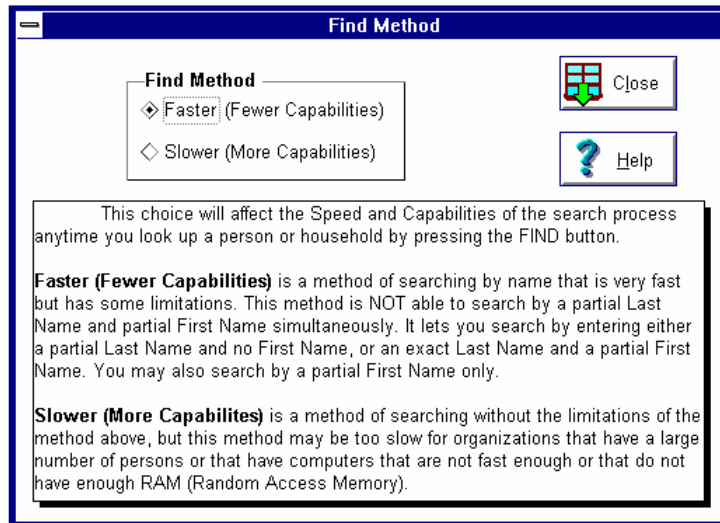 Find Method
Find Method
Faster (Fewer Capabilities)
Slower (More Capabilities)
Close
Help
This choice will affect the Speed and Capabilities of the search process
anytime you look up a person or household by pressing the FIND button.
Faster (Fewer Capabilities) is a method of searching by name that is very fast
but has some limitations. This method is NOT able to search by a partial Last
Name and partial First Name simultaneously. It lets you search by entering either
a partial Last Name and no First Name, or an exact Last Name and a partial First
Name. You may also search by a partial First Name only.
Slower (More Capabilites) is a method of searching without the limitations of the
method above, but this method may be too slow for organizations that have a large
number of persons or that have computers that are not fast enough or that do not
have enough RAM (Random Access Memory).